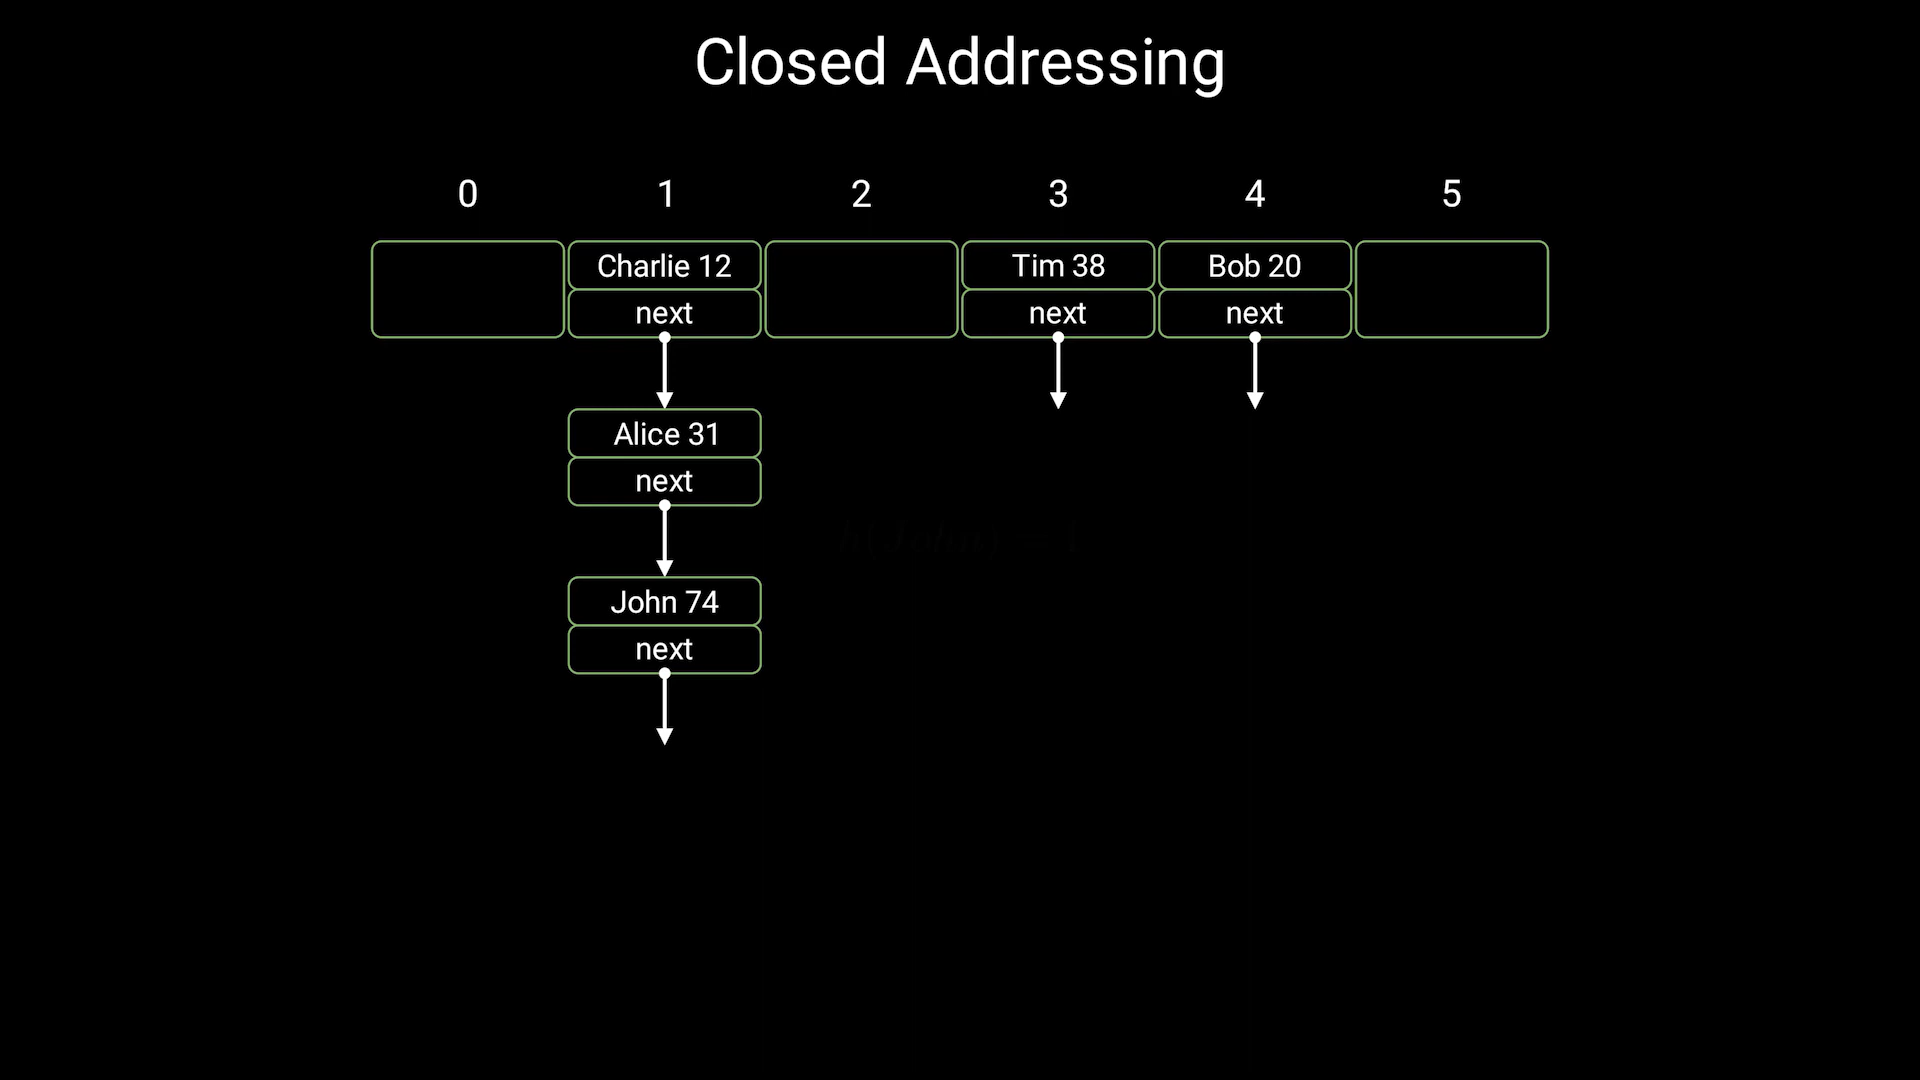 Closed Addressing
0 1 2 3 4 5
Charlie 12 Tim 38 Bob 20
next next next
Alice 31
next
John 74
next